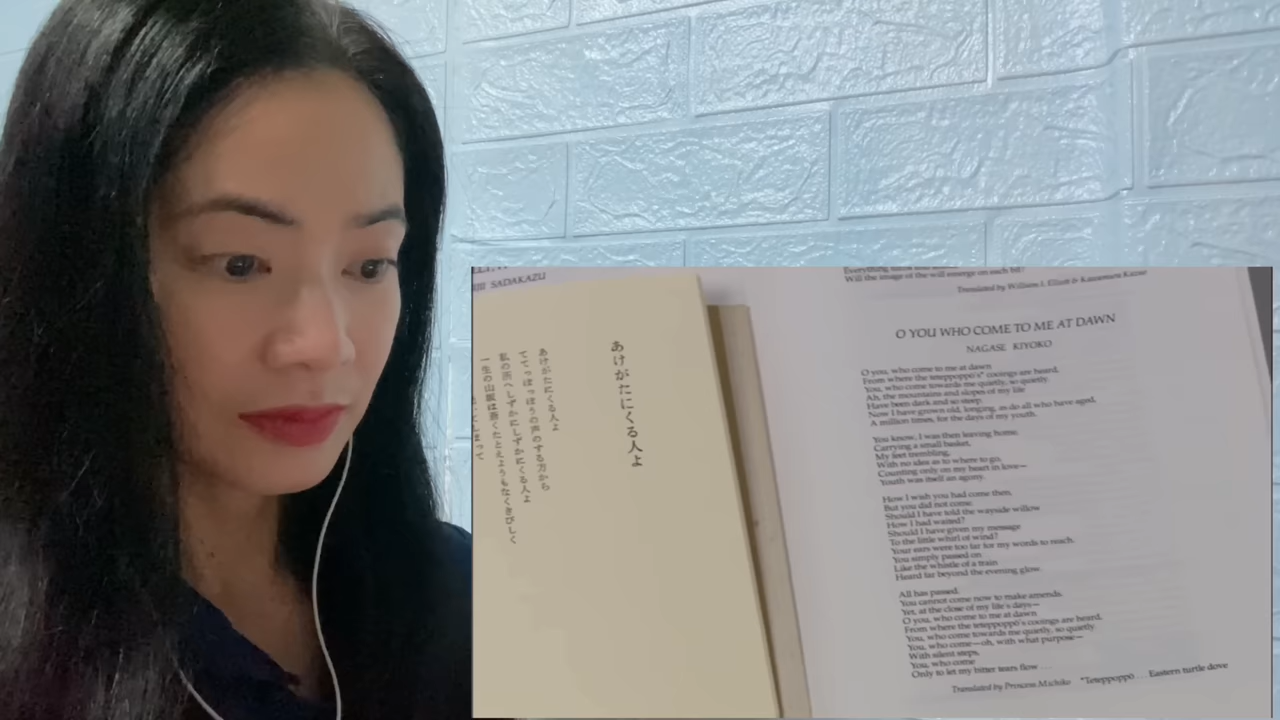 SADAKAZU
あけがたにくる人よ
あけがたにくる人よ
ててっぽっぽうの声のする方から
私の所へしずかにしずかにくる人よ
一生の山坂は蒼くたとえようもなくきびしく
Will the image of the will emerge on each bit?
Translated by William I. Elliott & Kazumasa Kawamura
O YOU WHO COME TO ME AT DAWN
NAGASE KIYOKO
O you, who come to me at dawn
From where the teteppoppō's* cooings are heard,
You, who come towards me quietly, so quietly.
Ah, the mountains and slopes of my life
Have been dark and so steep.
Now I have grown old, longing, as do all who have aged,
A million times, for the days of my youth.
You know, I was then leaving home.
Carrying a small basket,
My feet trembling,
With no idea as to where to go,
Counting only on my heart in love—
Youth was itself an agony.
How I wish you had come then,
But you did not come.
Should I have told the wayside willow
How I had waited?
Should I have given my message
To the little whirl of wind?
Your ears were too far for my words to reach.
You simply passed on
Like the whistle of a train
Heard far beyond the evening glow.
All has passed.
You cannot come now to make amends.
Yet, at the close of my life's days—
O you, who come to me at dawn
From where the teteppoppō's cooings are heard,
You, who come towards me quietly, so quietly
You, who come—oh, with what purpose—
With silent steps,
You, who come
Only to let my bitter tears flow . . .
Translated by Princess Michiko *Teteppoppō . . . Eastern turtle dove